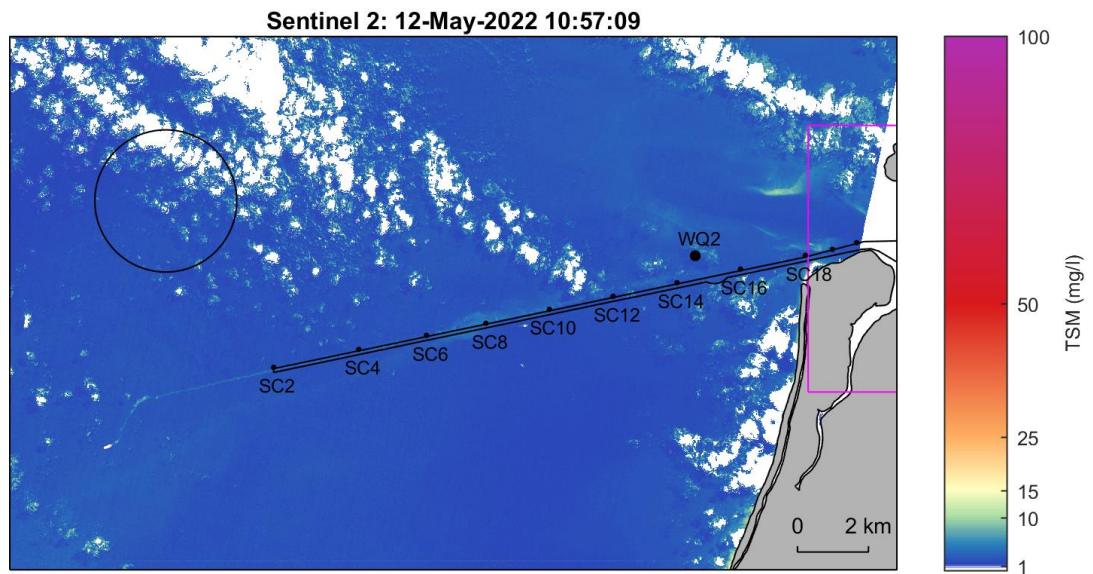 Sentinel 2: 12-May-2022 10:57:09
WQ2
SC18
SC16
SC14
SC12
SC10
SC8
SC6
SC4
SC2
0 2 km
100
50
25
15
10
1
TSM (mg/l)